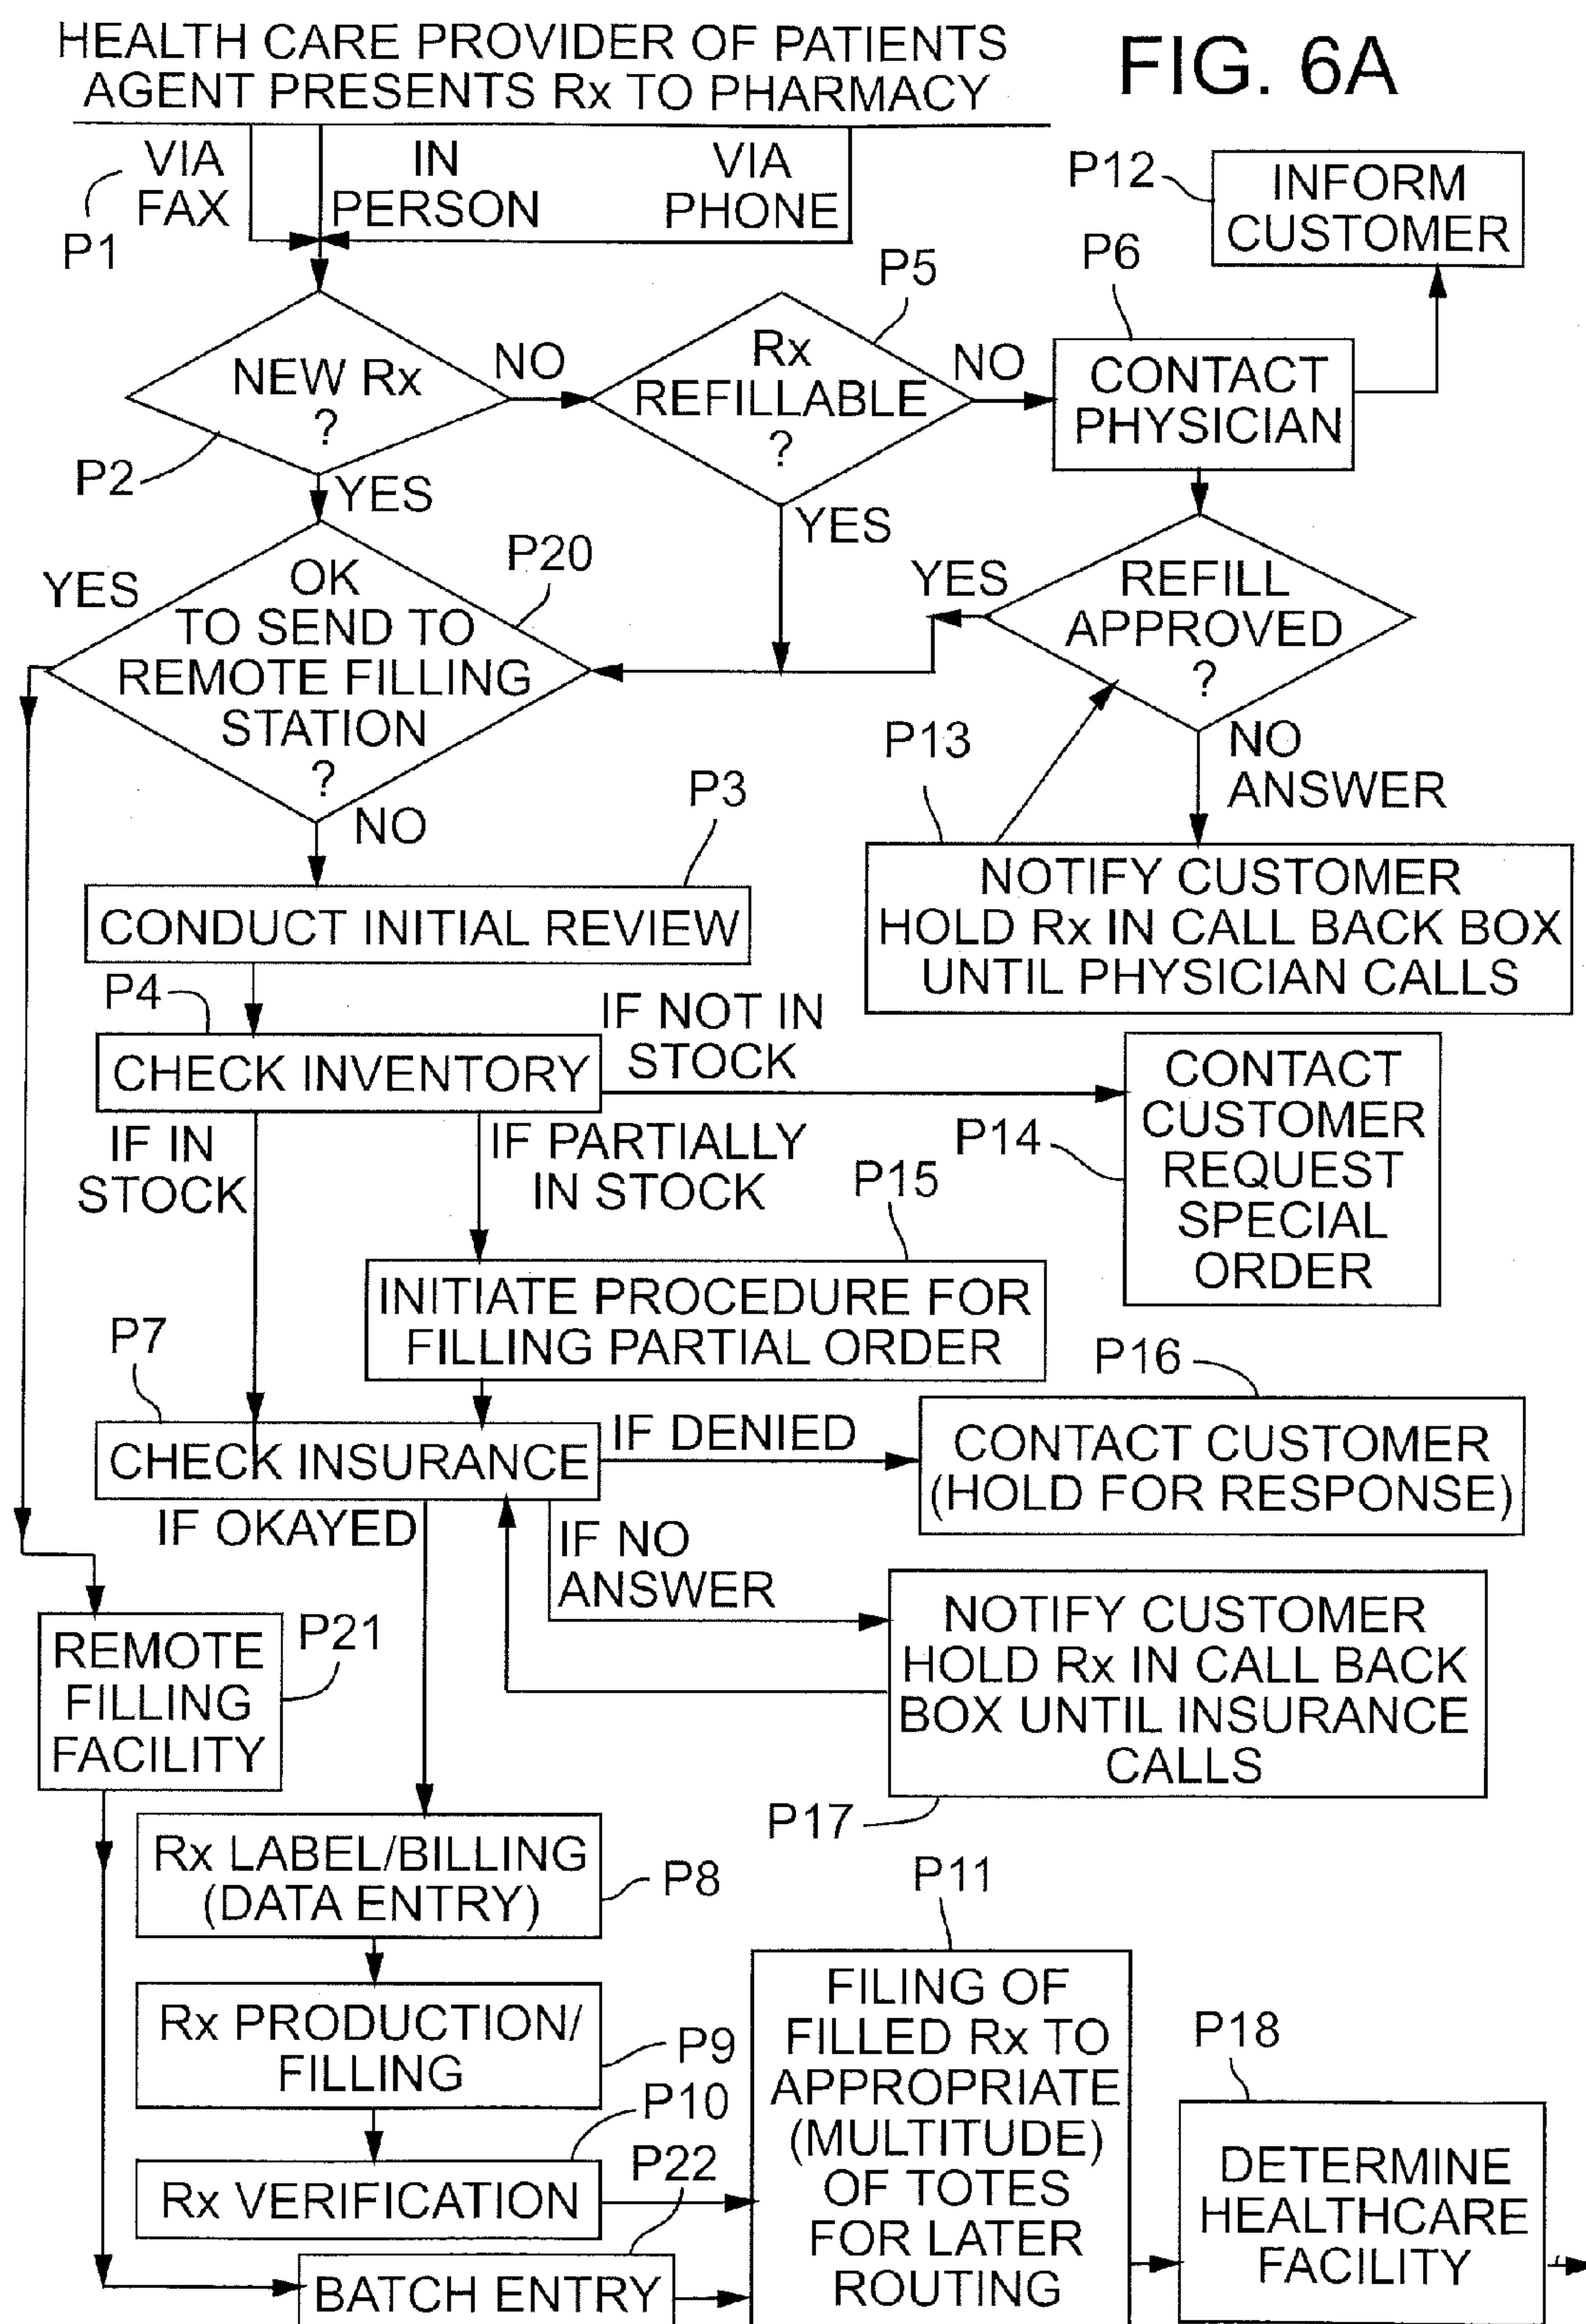 HEALTH CARE PROVIDER OF PATIENTS
AGENT PRESENTS Rx TO PHARMACY
FIG. 6A
VIA
FAX
IN
PERSON
VIA
PHONE
P1
P12
INFORM
CUSTOMER
P5
P6
NEW Rx
?
NO
Rx
REFILLABLE
?
NO
CONTACT
PHYSICIAN
P2
YES
YES
P20
YES
OK
TO SEND TO
REMOTE FILLING
STATION
?
YES
REFILL
APPROVED
?
NO
P13
NO
ANSWER
P3
CONDUCT INITIAL REVIEW
NOTIFY CUSTOMER
HOLD Rx IN CALL BACK BOX
UNTIL PHYSICIAN CALLS
P4
CHECK INVENTORY
IF NOT IN
STOCK
CONTACT
CUSTOMER
REQUEST
SPECIAL
ORDER
P14
IF IN
STOCK
IF PARTIALLY
IN STOCK
P15
INITIATE PROCEDURE FOR
FILLING PARTIAL ORDER
P7
P16
CHECK INSURANCE
IF DENIED
CONTACT CUSTOMER
(HOLD FOR RESPONSE)
IF OKAYED
IF NO
ANSWER
NOTIFY CUSTOMER
HOLD Rx IN CALL BACK
BOX UNTIL INSURANCE
CALLS
P17
REMOTE
FILLING
FACILITY
P21
Rx LABEL/BILLING
(DATA ENTRY)
P8
P11
Rx PRODUCTION/
FILLING
P9
P10
Rx VERIFICATION
P22
BATCH ENTRY
FILING OF
FILLED Rx TO
APPROPRIATE
(MULTITUDE)
OF TOTES
FOR LATER
ROUTING
P18
DETERMINE
HEALTHCARE
FACILITY